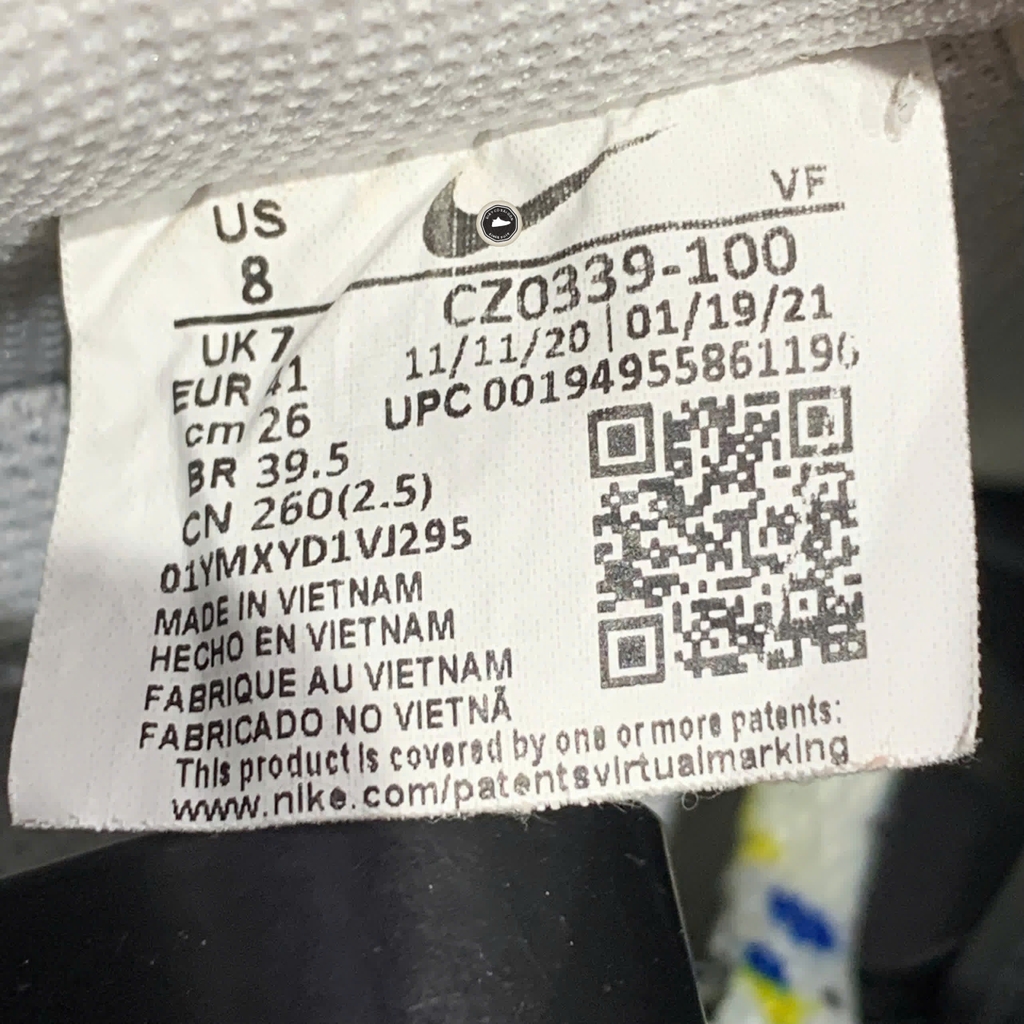 US
8
VF
CZ0339-100
11/11/20 | 01/19/21
UPC 00194955861196
UK 7
EUR 41
cm 26
BR 39.5
CN 260(2.5)
01YMXYD1VJ295
MADE IN VIETNAM
HECHO EN VIETNAM
FABRIQUE AU VIETNAM
FABRICADO NO VIETNÃ
This product is covered by one or more patents:
www.nike.com/patentsvirtualmarking